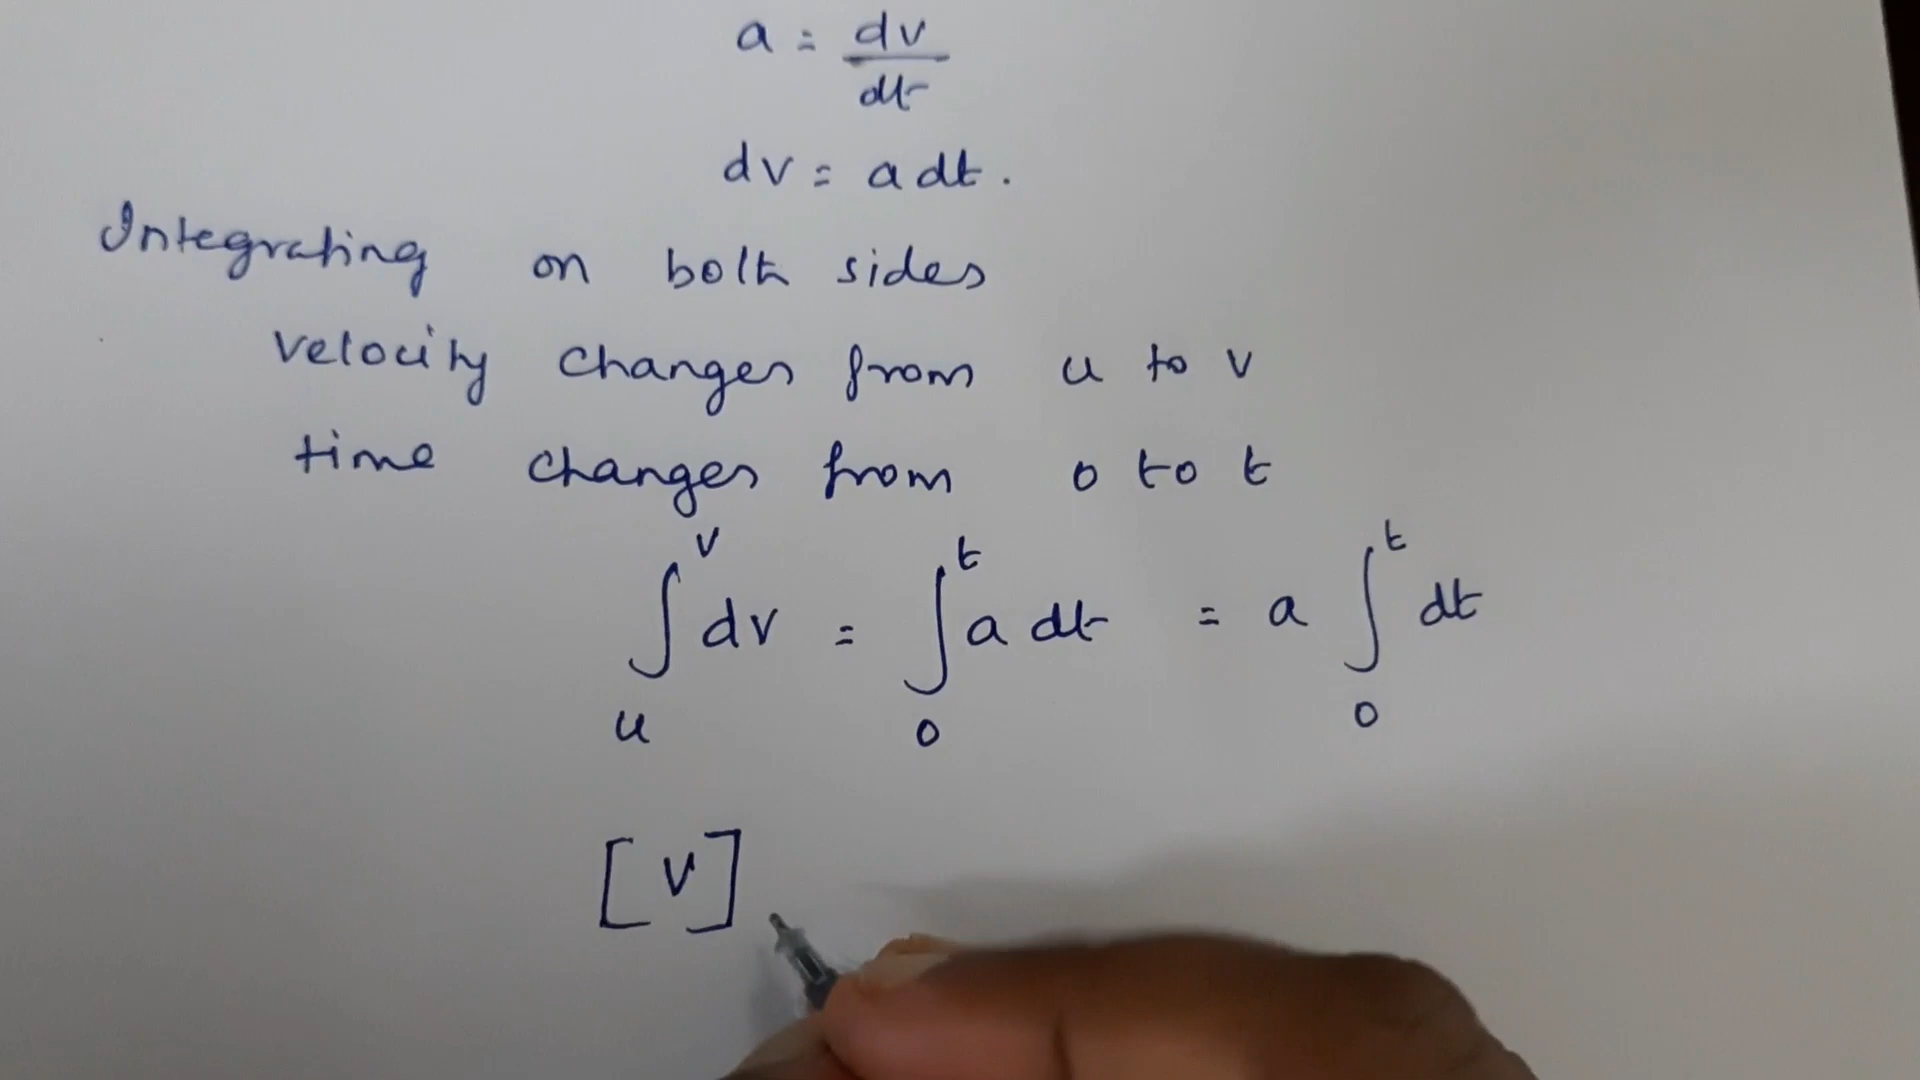 a = dv/dt
dv = a dt.
Integrating on both sides
velocity changes from u to v
time changes from 0 to t
∫_u^v dv = ∫_0^t a dt = a ∫_0^t dt
[v]